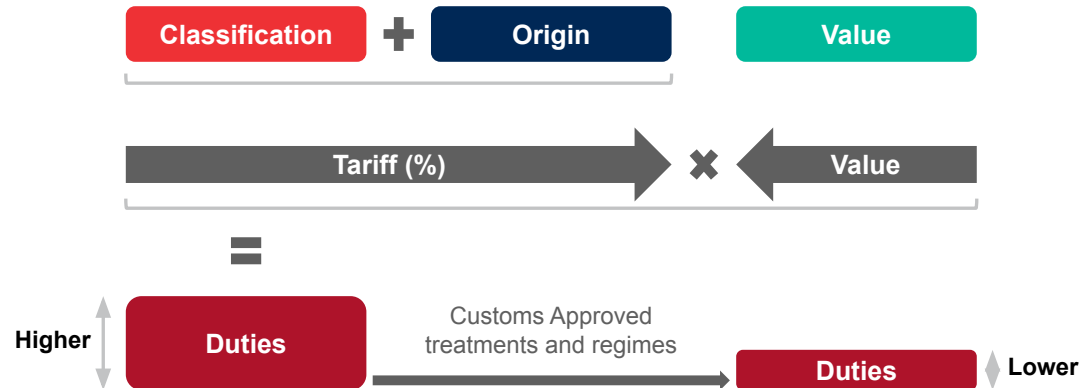 Classification + Origin Value
Tariff (%) × Value
=
Customs Approved
Higher Duties treatments and regimes
Duties Lower